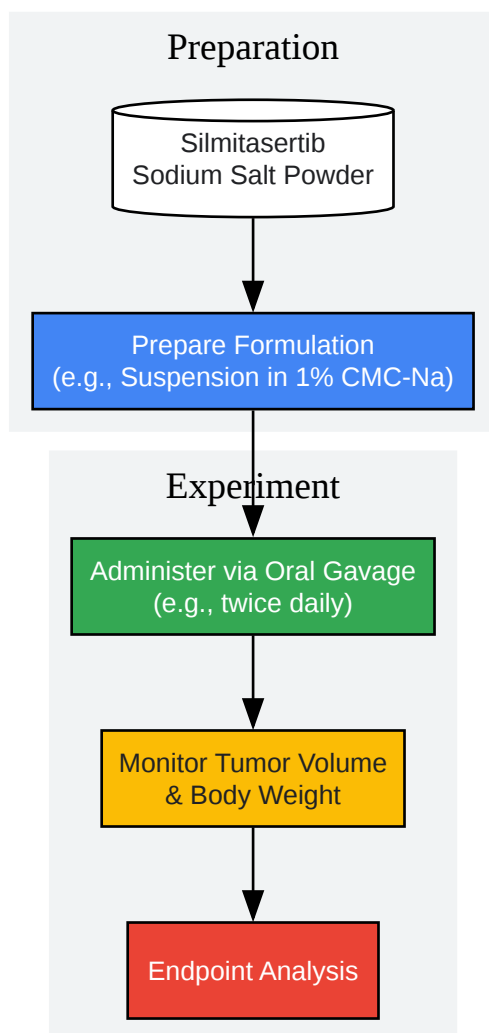 Preparation
Silmitasertib
Sodium Salt Powder
Prepare Formulation
(e.g., Suspension in 1% CMC-Na)
Experiment
Administer via Oral Gavage
(e.g., twice daily)
Monitor Tumor Volume
& Body Weight
Endpoint Analysis